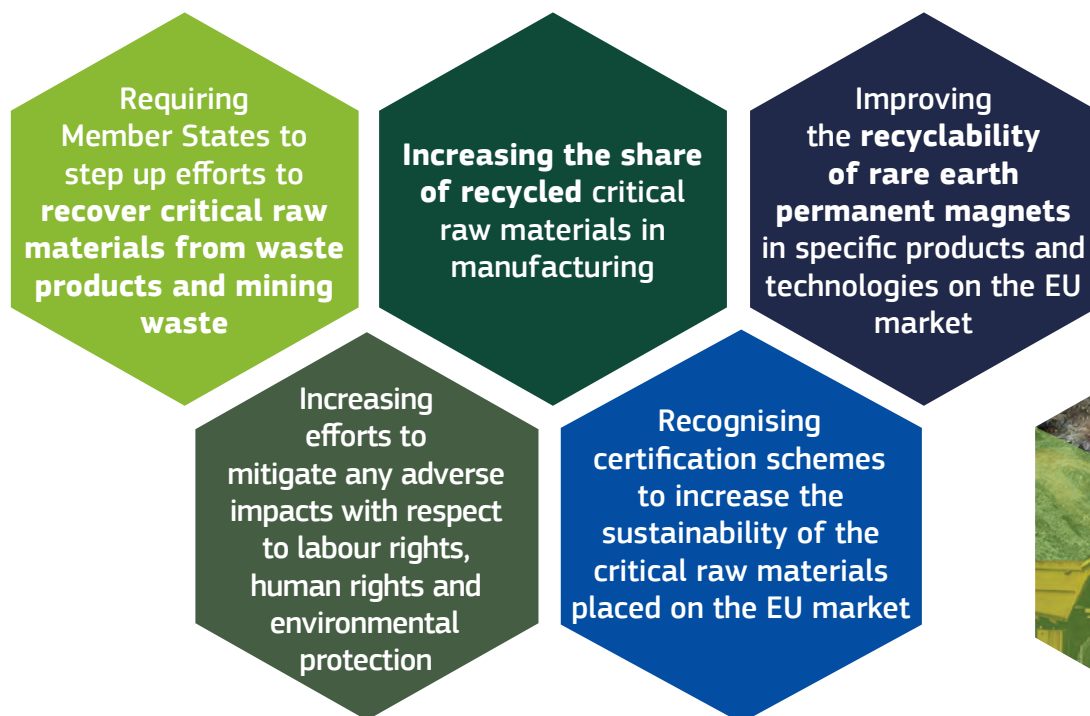 Requiring
Member States to
step up efforts to
recover critical raw
materials from waste
products and mining
waste
Increasing the share
of recycled critical
raw materials in
manufacturing
Improving
the recyclability
of rare earth
permanent magnets
in specific products and
technologies on the EU
market
Increasing
efforts to
mitigate any adverse
impacts with respect
to labour rights,
human rights and
environmental
protection
Recognising
certification schemes
to increase the
sustainability of the
critical raw materials
placed on the EU market